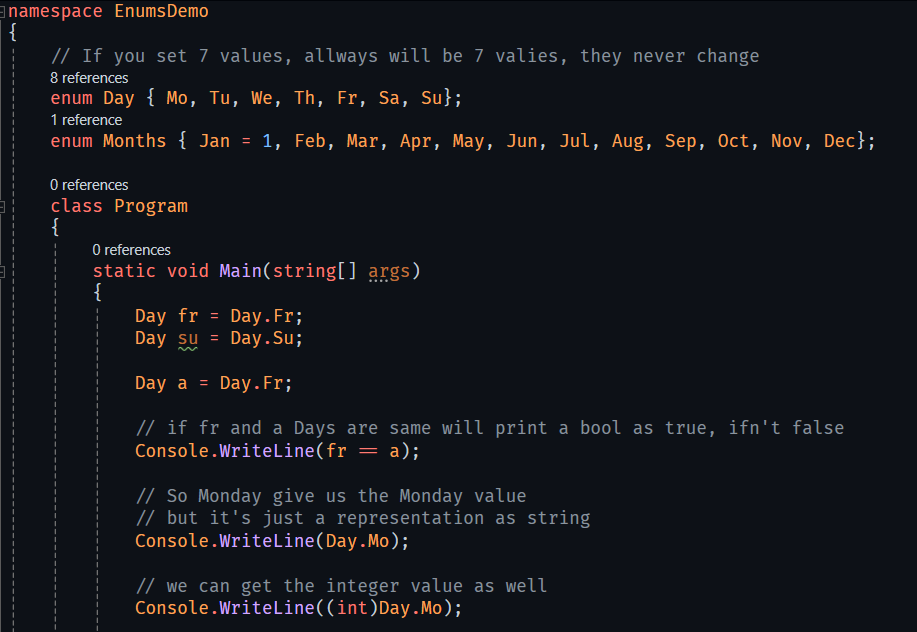 namespace EnumsDemo
{
// If you set 7 values, allways will be 7 valies, they never change
8 references
enum Day { Mo, Tu, We, Th, Fr, Sa, Su};
1 reference
enum Months { Jan = 1, Feb, Mar, Apr, May, Jun, Jul, Aug, Sep, Oct, Nov, Dec};
0 references
class Program
{
0 references
static void Main(string[] args)
{
Day fr = Day.Fr;
Day su = Day.Su;
Day a = Day.Fr;
// if fr and a Days are same will print a bool as true, ifn't false
Console.WriteLine(fr == a);
// So Monday give us the Monday value
// but it's just a representation as string
Console.WriteLine(Day.Mo);
// we can get the integer value as well
Console.WriteLine((int)Day.Mo);